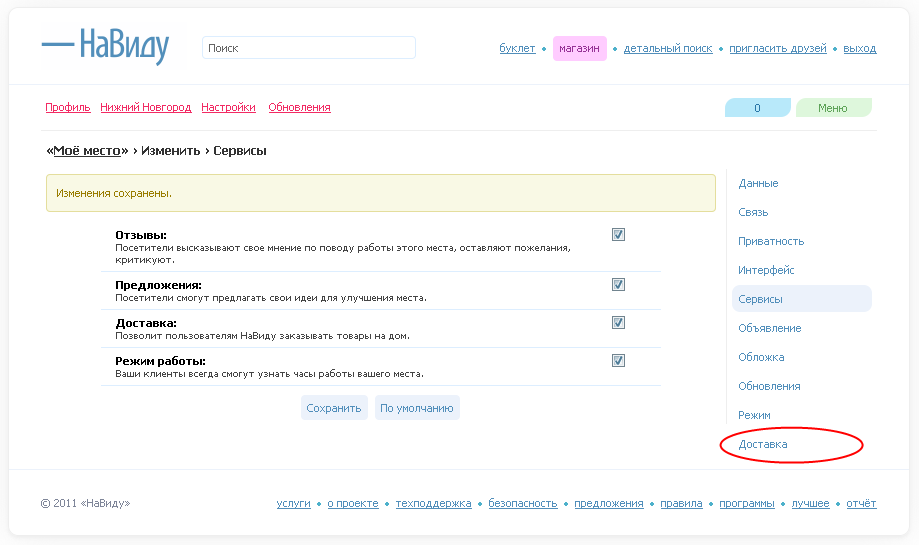 НаВиду
Поиск
буклет • магазин • детальный поиск • пригласить друзей • выход
Профиль Нижний Новгород Настройки Обновления
0 Меню
«Моё место» › Изменить › Сервисы
Изменения сохранены.
Отзывы:
Посетители высказывают свое мнение по поводу работы этого места, оставляют пожелания,
критикуют.
Предложения:
Посетители смогут предлагать свои идеи для улучшения места.
Доставка:
Позволит пользователям НаВиду заказывать товары на дом.
Режим работы:
Ваши клиенты всегда смогут узнать часы работы вашего места.
Сохранить По умолчанию
Данные
Связь
Приватность
Интерфейс
Сервисы
Объявление
Обложка
Обновления
Режим
Доставка
© 2011 «НаВиду»
услуги • о проекте • техподдержка • безопасность • предложения • правила • программы • лучшее • отчёт